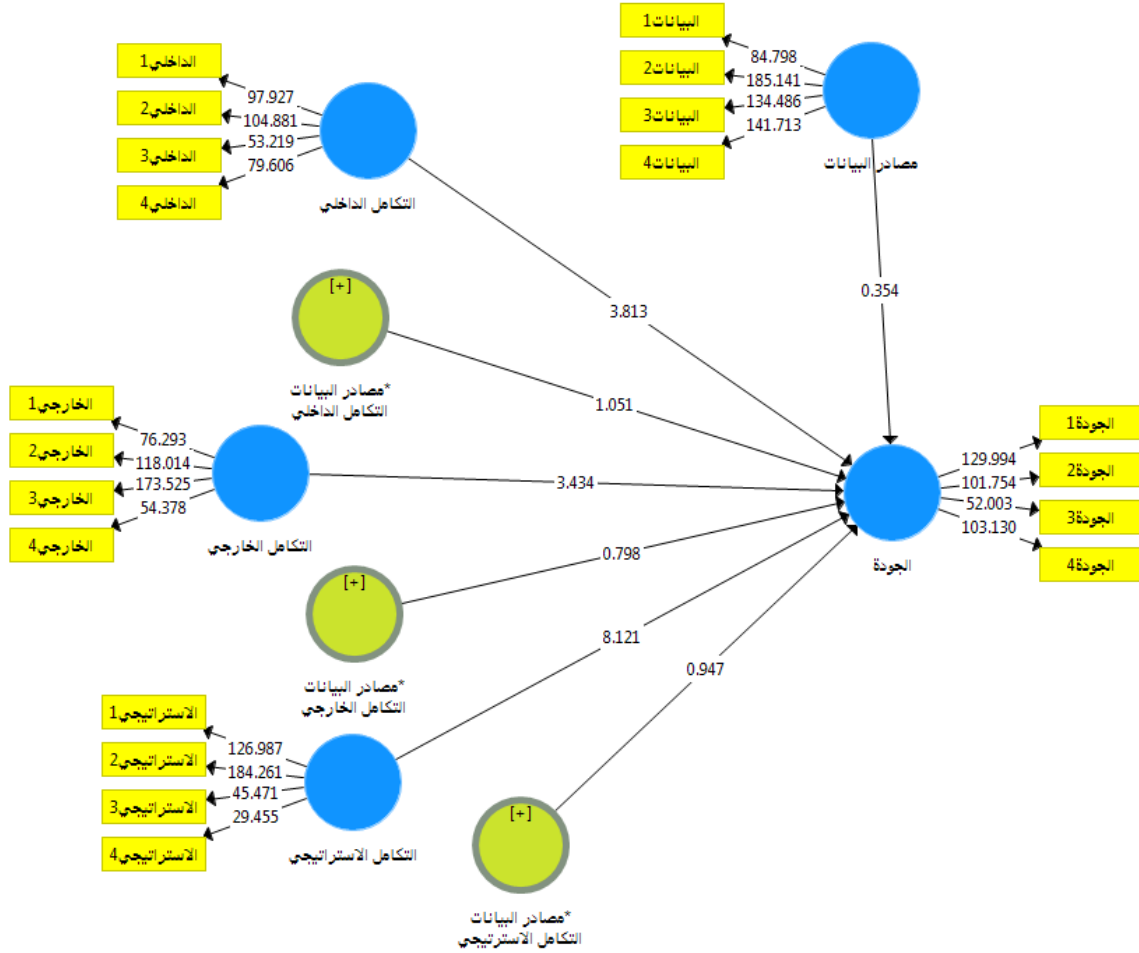 الداخلي1
الداخلي2
الداخلي3
الداخلي4
97.927
104.881
53.219
79.606
التكامل الداخلي
البيانات1
البيانات2
البيانات3
البيانات4
84.798
185.141
134.486
141.713
مصادر البيانات
0.354
3.813
[+]
*مصادر البيانات
التكامل الداخلي
1.051
الخارجي1
الخارجي2
الخارجي3
الخارجي4
76.293
118.014
173.525
54.378
التكامل الخارجي
3.434
الجودة1
الجودة2
الجودة3
الجودة4
129.994
101.754
52.003
103.130
الجودة
[+]
*مصادر البيانات
التكامل الخارجي
0.798
الاستراتيجي1
الاستراتيجي2
الاستراتيجي3
الاستراتيجي4
126.987
184.261
45.471
29.455
التكامل الاستراتيجي
8.121
0.947
[+]
*مصادر البيانات
التكامل الاسترتيجي